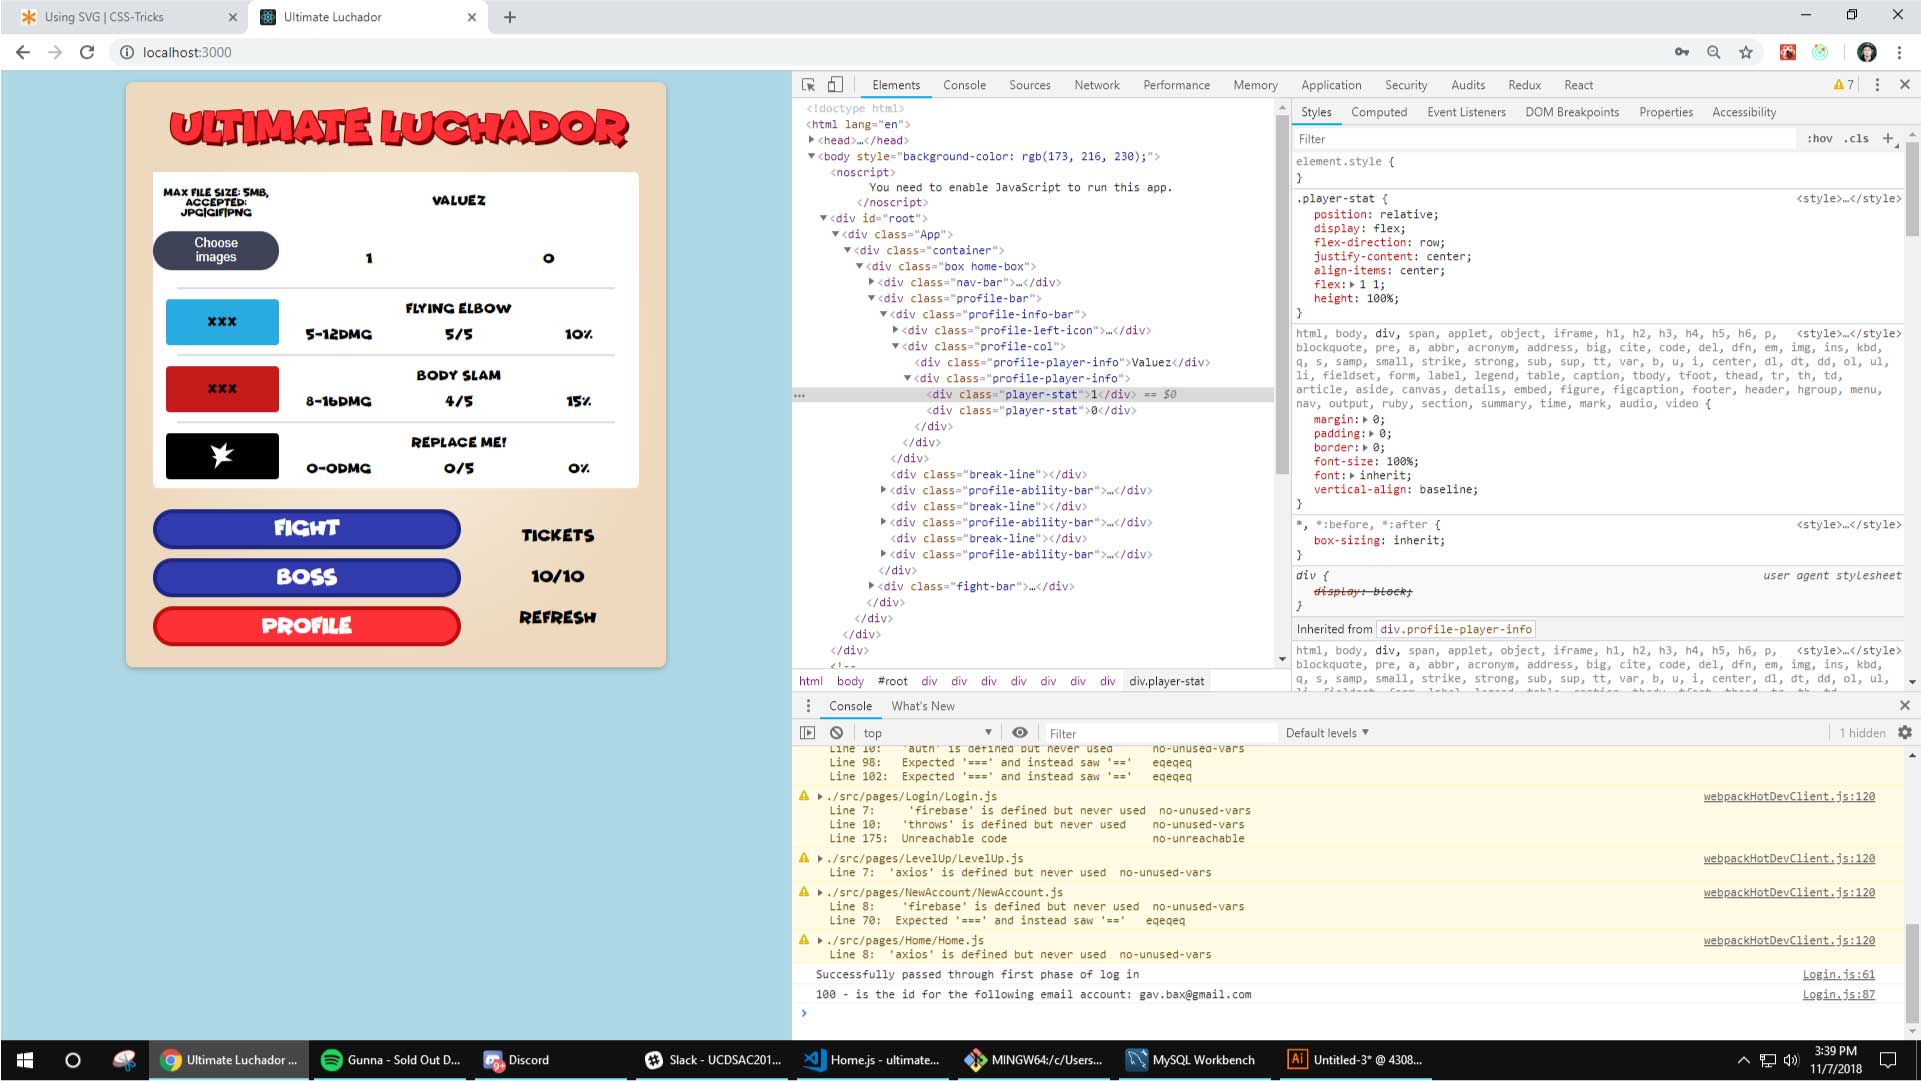 Using SVG | CSS-Tricks
Ultimate Luchador
localhost:3000
ULTIMATE LUCHADOR
MAX FILE SIZE: 5MB,
ACCEPTED:
JPG|GIF|PNG
VALUEZ
Choose
images
1
0
XXX
FLYING ELBOW
5-12DMG 5/5 10%
XXX
BODY SLAM
8-16DMG 4/5 15%
REPLACE ME!
0-0DMG 0/5 0%
FIGHT
BOSS
PROFILE
TICKETS
10/10
REFRESH
Elements Console Sources Network Performance Memory Application Security Audits Redux React 7
<!doctype html>
<html lang="en">
<head>…</head>
<body style="background-color: rgb(173, 216, 230);">
<noscript>
You need to enable JavaScript to run this app.
</noscript>
<div id="root">
<div class="App">
<div class="container">
<div class="box home-box">
<div class="nav-bar">…</div>
<div class="profile-bar">
<div class="profile-info-bar">
<div class="profile-left-icon">…</div>
<div class="profile-col">
<div class="profile-player-info">Valuez</div>
<div class="profile-player-info">
<div class="player-stat">1</div> == $0
<div class="player-stat">0</div>
</div>
</div>
</div>
<div class="break-line"></div>
<div class="profile-ability-bar">…</div>
<div class="break-line"></div>
<div class="profile-ability-bar">…</div>
<div class="break-line"></div>
<div class="profile-ability-bar">…</div>
</div>
<div class="fight-bar">…</div>
</div>
</div>
</div>
</div>
<!--
html body #root div div div div div div div div.player-stat
Styles Computed Event Listeners DOM Breakpoints Properties Accessibility
Filter :hov .cls +
element.style {
}
.player-stat { <style>…</style>
position: relative;
display: flex;
flex-direction: row;
justify-content: center;
align-items: center;
flex: 1 1;
height: 100%;
}
html, body, div, span, applet, object, iframe, h1, h2, h3, h4, h5, h6, p, <style>…</style>
blockquote, pre, a, abbr, acronym, address, big, cite, code, del, dfn, em, img, ins, kbd,
q, s, samp, small, strike, strong, sub, sup, tt, var, b, u, i, center, dl, dt, dd, ol, ul,
li, fieldset, form, label, legend, table, caption, tbody, tfoot, thead, tr, th, td,
article, aside, canvas, details, embed, figure, figcaption, footer, header, hgroup, menu,
nav, output, ruby, section, summary, time, mark, audio, video {
margin: 0;
padding: 0;
border: 0;
font-size: 100%;
font: inherit;
vertical-align: baseline;
}
*, *:before, *:after { <style>…</style>
box-sizing: inherit;
}
div { user agent stylesheet
display: block;
}
Inherited from div.profile-player-info
html, body, div, span, applet, object, iframe, h1, h2, h3, h4, h5, h6, p, <style>…</style>
blockquote, pre, a, abbr, acronym, address, big, cite, code, del, dfn, em, img, ins, kbd,
q, s, samp, small, strike, strong, sub, sup, tt, var, b, u, i, center, dl, dt, dd, ol, ul,
Console What's New
top Filter Default levels 1 hidden
Line 10: 'auth' is defined but never used no-unused-vars
Line 98: Expected '===' and instead saw '==' eqeqeq
Line 102: Expected '===' and instead saw '==' eqeqeq
./src/pages/Login/Login.js webpackHotDevClient.js:120
Line 7: 'firebase' is defined but never used no-unused-vars
Line 10: 'throws' is defined but never used no-unused-vars
Line 175: Unreachable code no-unreachable
./src/pages/LevelUp/LevelUp.js webpackHotDevClient.js:120
Line 7: 'axios' is defined but never used no-unused-vars
./src/pages/NewAccount/NewAccount.js webpackHotDevClient.js:120
Line 8: 'firebase' is defined but never used no-unused-vars
Line 70: Expected '===' and instead saw '==' eqeqeq
./src/pages/Home/Home.js webpackHotDevClient.js:120
Line 8: 'axios' is defined but never used no-unused-vars
Successfully passed through first phase of log in Login.js:61
100 - is the id for the following email account: gav.bax@gmail.com Login.js:87
Ultimate Luchador ... Gunna - Sold Out D... 9+ Discord Slack - UCDSAC201... Home.js - ultimate... MINGW64:/c/Users... MySQL Workbench Ai Untitled-3* @ 4308...
3:39 PM
11/7/2018